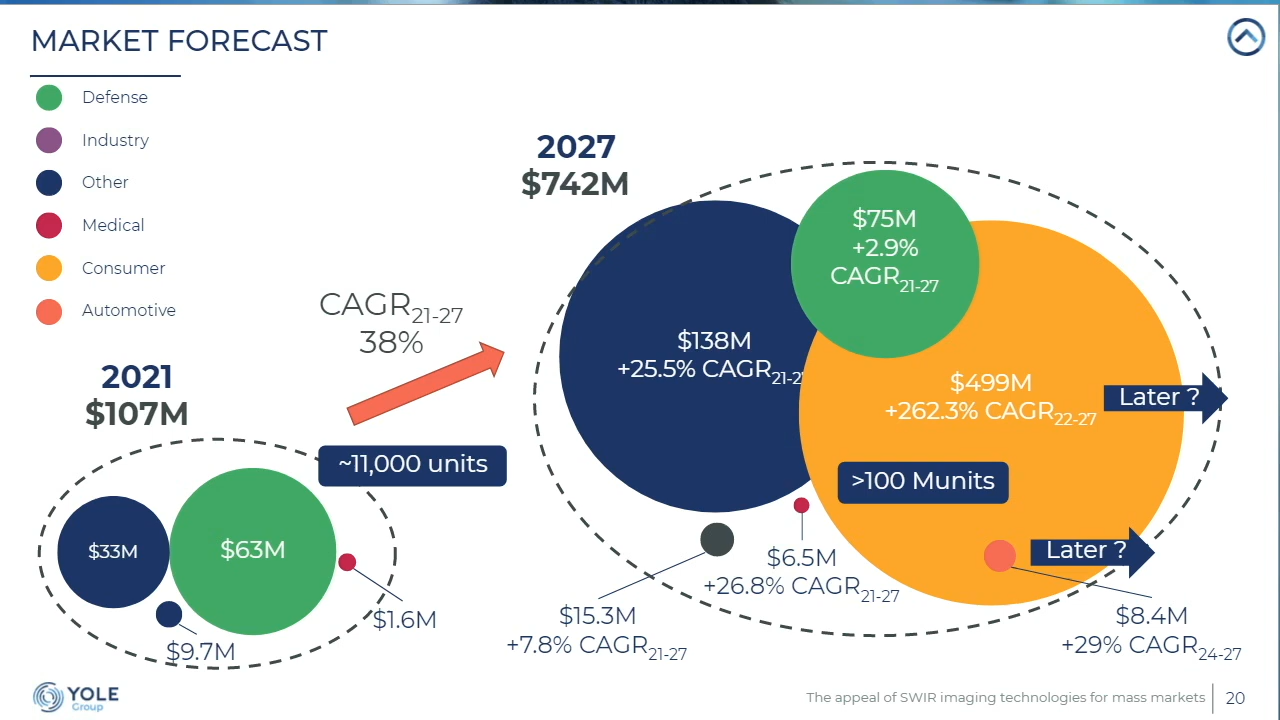 MARKET FORECAST
Defense
Industry
Other
Medical
Consumer
Automotive
2021
$107M
$33M
$63M
$9.7M
$1.6M
CAGR21-27
38%
~11,000 units
2027
$742M
$138M
+25.5% CAGR21-27
$75M
+2.9%
CAGR21-27
$499M
+262.3% CAGR22-27
Later ?
>100 Munits
Later ?
$6.5M
+26.8% CAGR21-27
$15.3M
+7.8% CAGR21-27
$8.4M
+29% CAGR24-27
YOLE
Group
The appeal of SWIR imaging technologies for mass markets
20